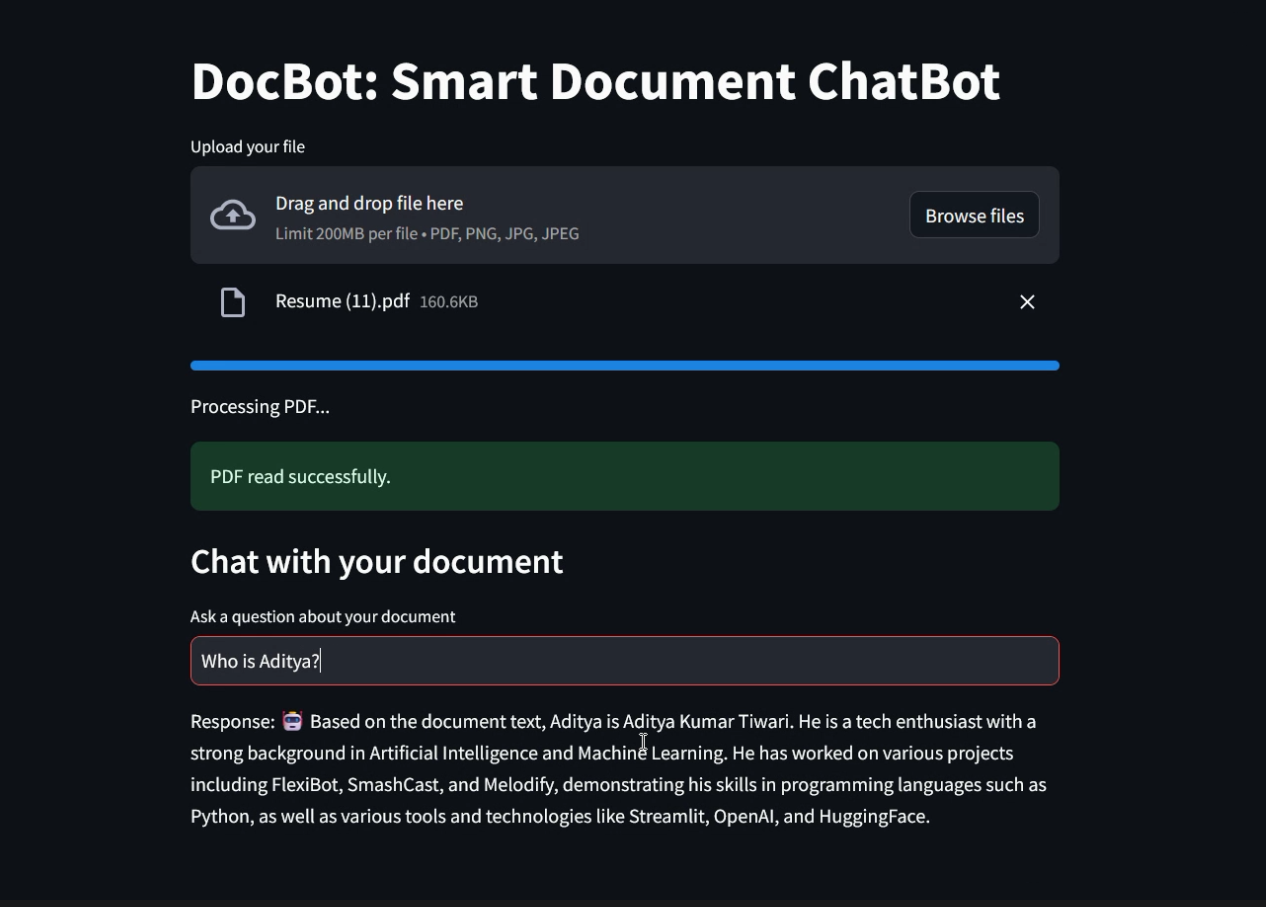 DocBot: Smart Document ChatBot
Upload your file
Drag and drop file here
Limit 200MB per file • PDF, PNG, JPG, JPEG
Browse files
Resume (11).pdf 160.6KB
Processing PDF...
PDF read successfully.
Chat with your document
Ask a question about your document
Who is Aditya?
Response: 🤖 Based on the document text, Aditya is Aditya Kumar Tiwari. He is a tech enthusiast with a
strong background in Artificial Intelligence and Machine Learning. He has worked on various projects
including FlexiBot, SmashCast, and Melodify, demonstrating his skills in programming languages such as
Python, as well as various tools and technologies like Streamlit, OpenAI, and HuggingFace.